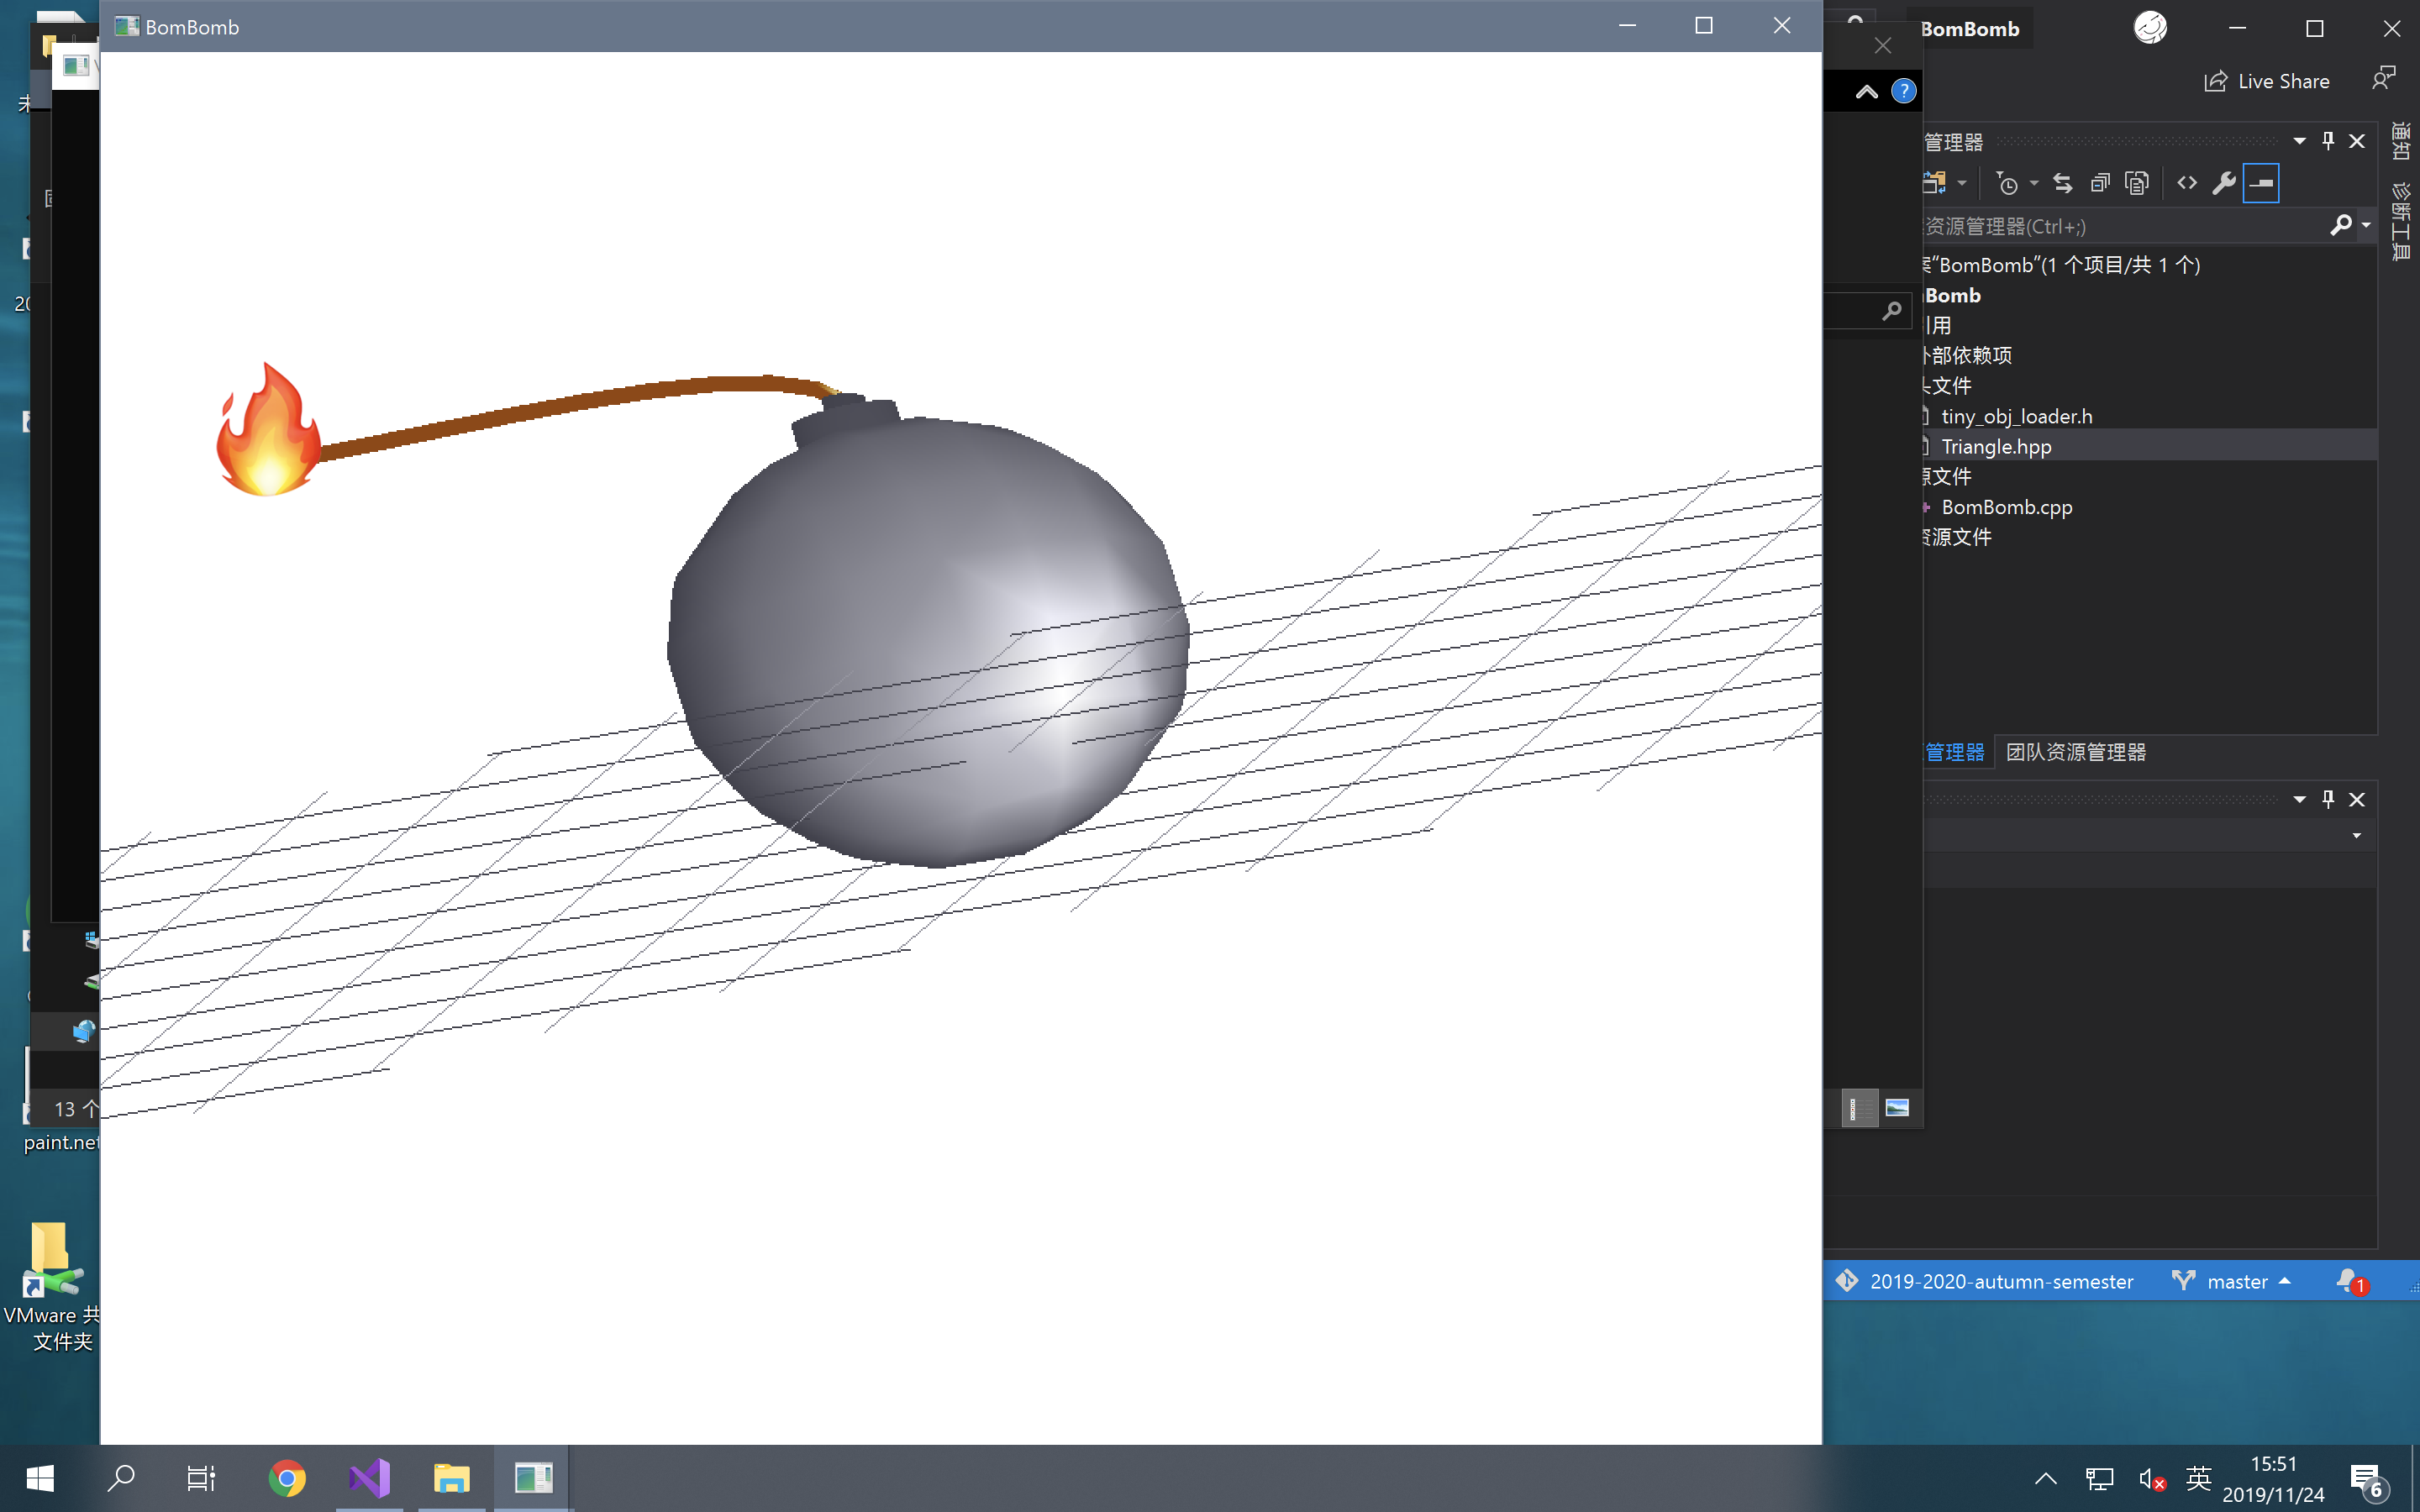 BomBomb
BomBomb
Live Share
管理器
通知
诊断工具
资源管理器(Ctrl+;)
“BomBomb”(1 个项目/共 1 个)
Bomb
引用
外部依赖项
头文件
tiny_obj_loader.h
Triangle.hpp
源文件
BomBomb.cpp
资源文件
管理器
团队资源管理器
13 个
paint.net
VMware 共
文件夹
2019-2020-autumn-semester
master
1
英
15:51
2019/11/24
6